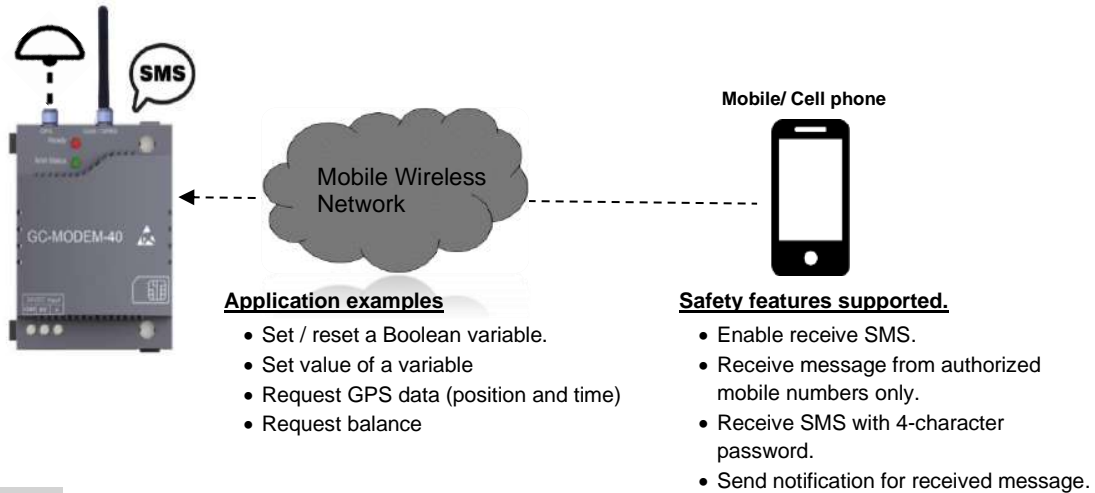 SMS
Ready
GC-MODEM-40
Mobile Wireless
Network
Mobile/ Cell phone
Application examples
• Set / reset a Boolean variable.
• Set value of a variable
• Request GPS data (position and time)
• Request balance
Safety features supported.
• Enable receive SMS.
• Receive message from authorized
mobile numbers only.
• Receive SMS with 4-character
password.
• Send notification for received message.